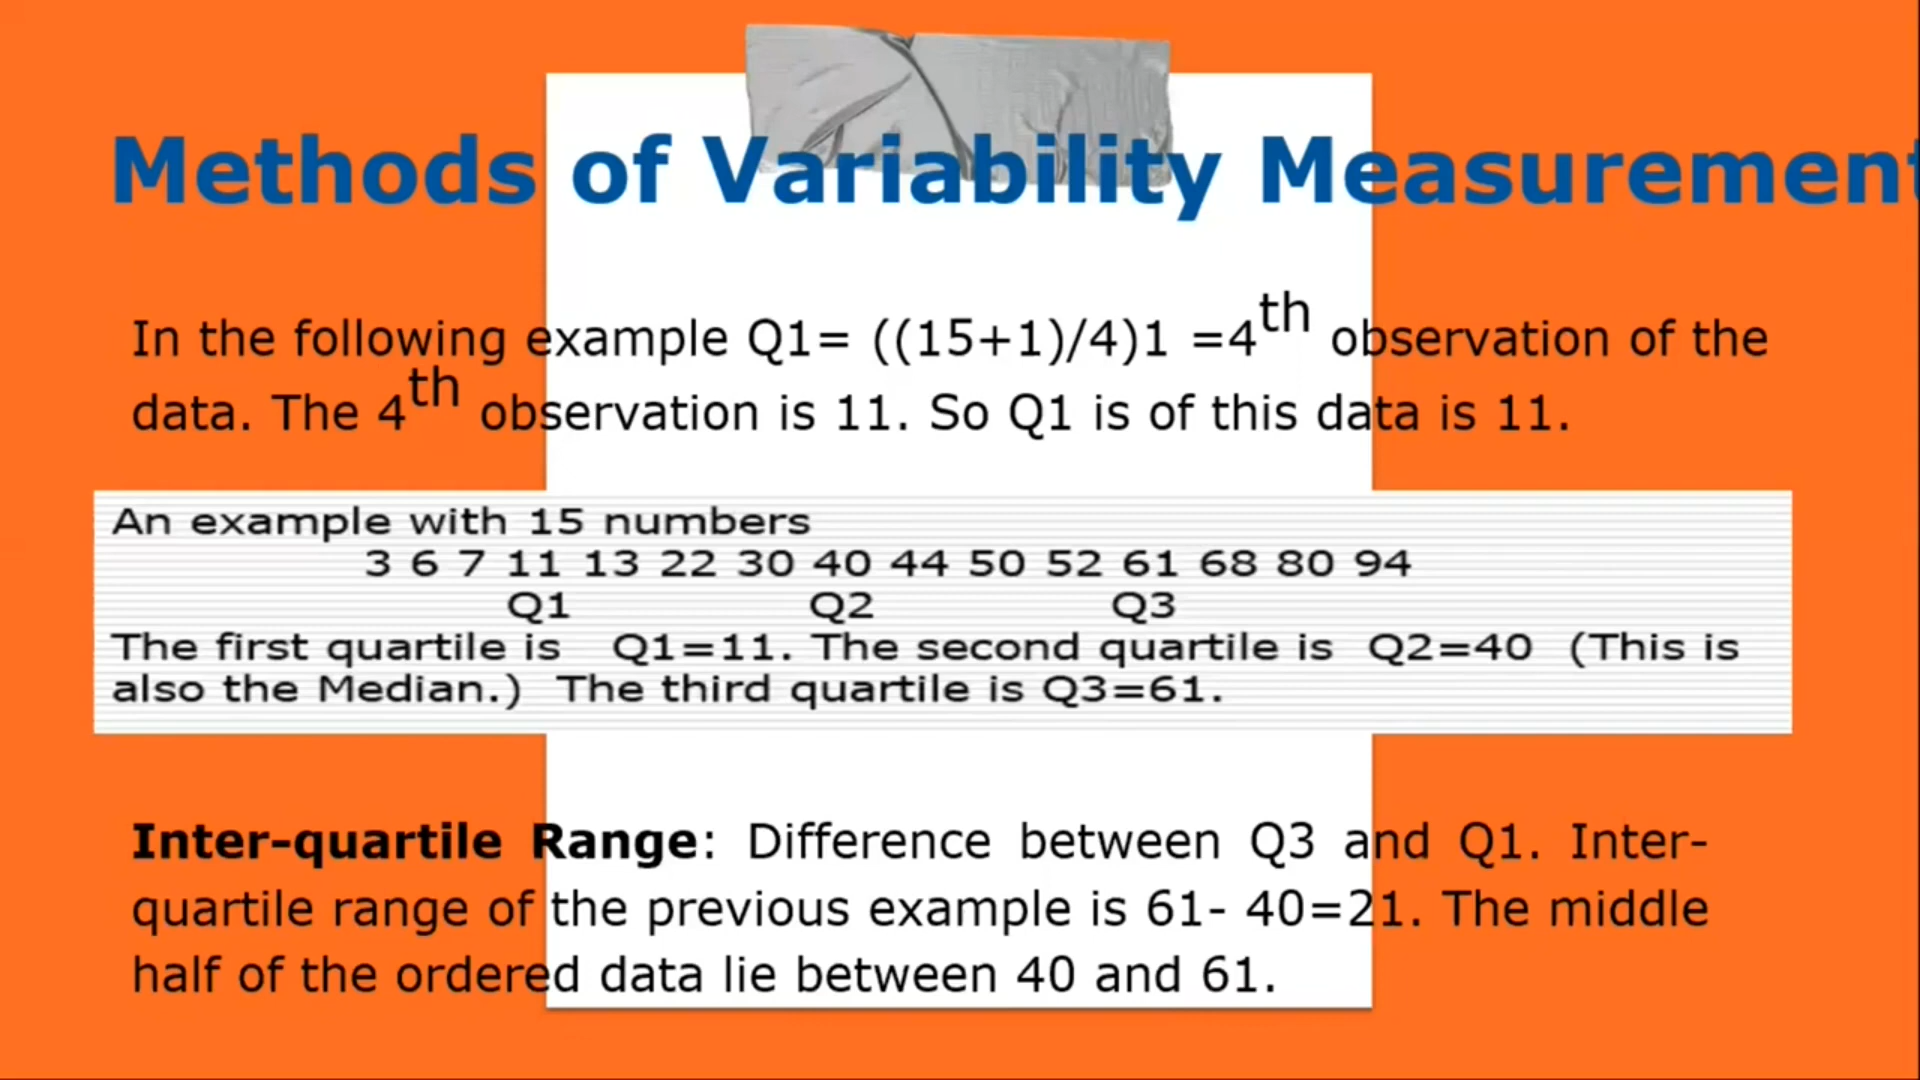 Methods of Variability Measurement
In the following example Q1= ((15+1)/4)1 =4th observation of the
data. The 4th observation is 11. So Q1 is of this data is 11.
An example with 15 numbers
3 6 7 11 13 22 30 40 44 50 52 61 68 80 94
Q1 Q2 Q3
The first quartile is Q1=11. The second quartile is Q2=40 (This is
also the Median.) The third quartile is Q3=61.
Inter-quartile Range: Difference between Q3 and Q1. Inter-
quartile range of the previous example is 61- 40=21. The middle
half of the ordered data lie between 40 and 61.